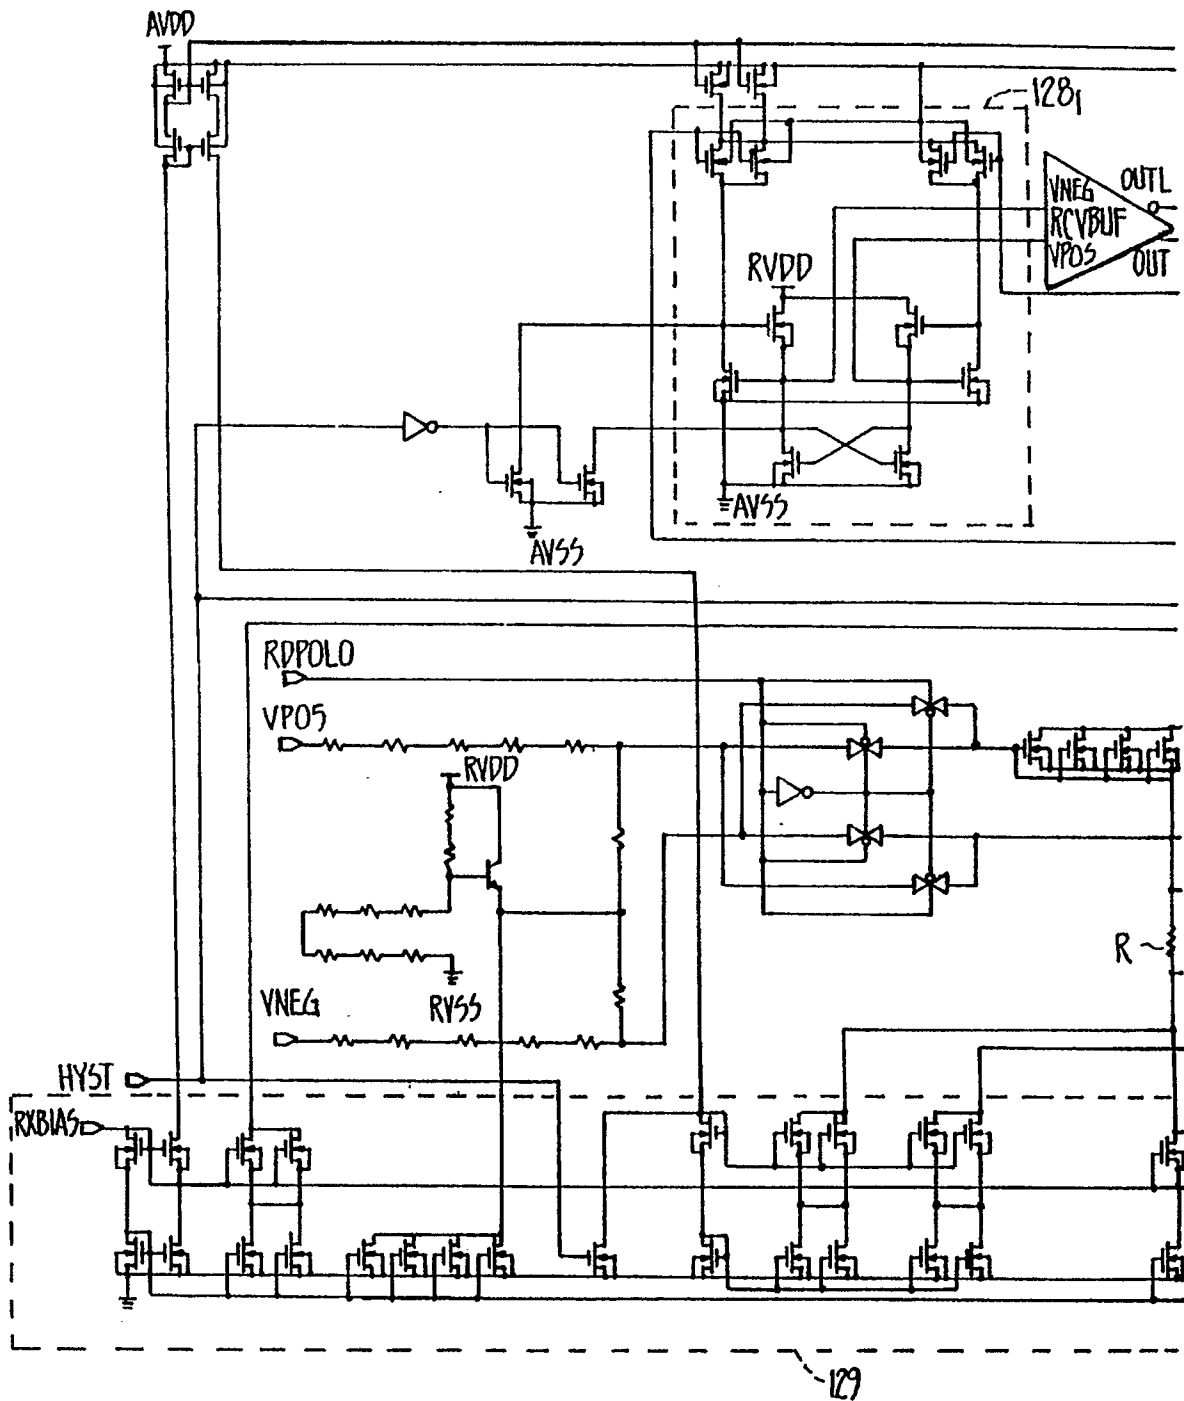 AVDD
128₁
VNEG
OUTL
RCVBUF
VPOS
OUT
RVDD
AVSS
AVSS
RDPOLO
VPOS
RVDD
R
VNEG
RVSS
HYST
RXBIAS
129